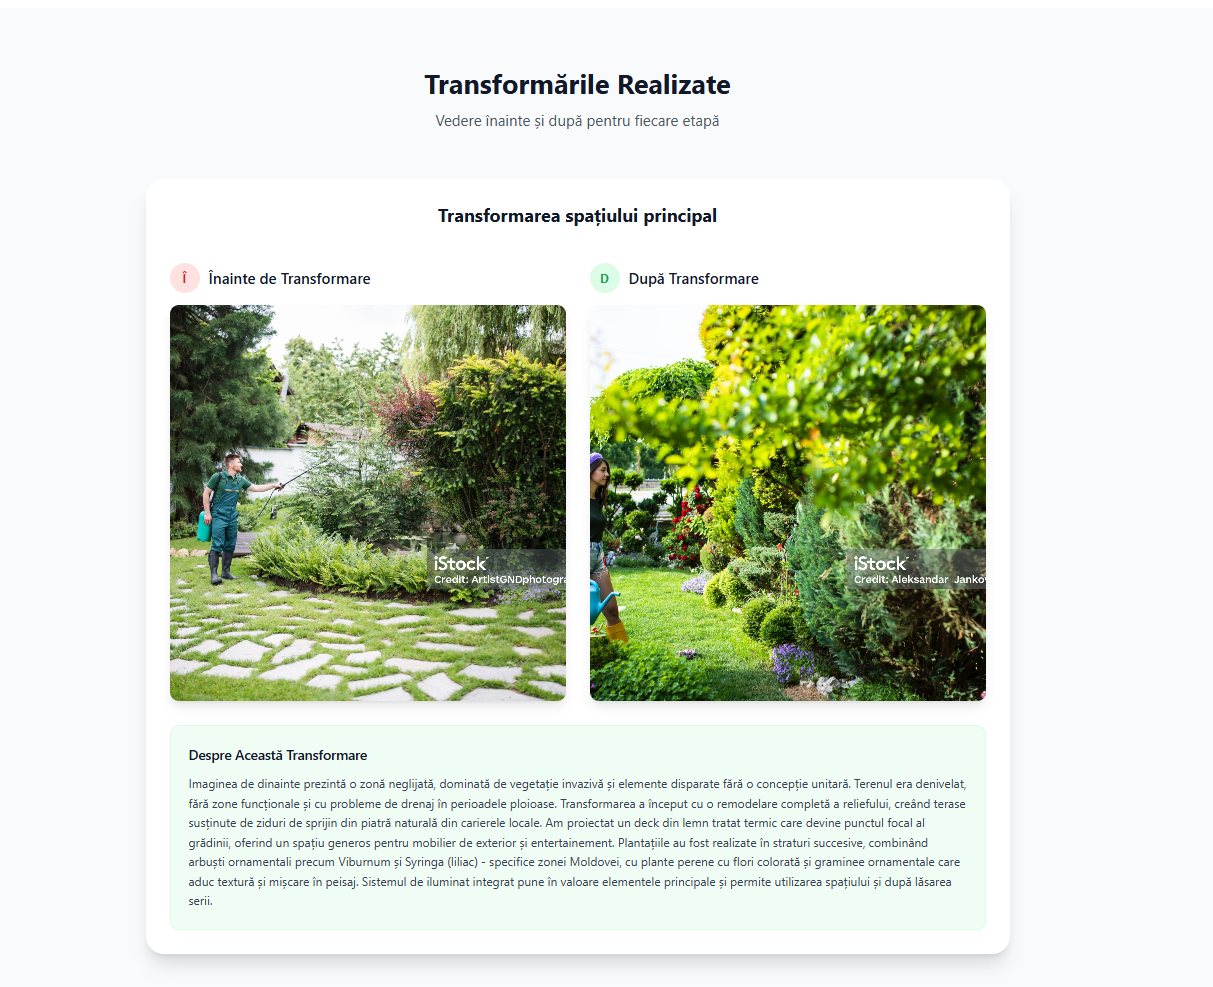 Transformările Realizate
Vedere înainte și după pentru fiecare etapă
Transformarea spațiului principal
Î Înainte de Transformare
D După Transformare
iStock
Credit: ArtistGNDphotogra
iStock
Credit: Aleksandar Jankov
Despre Această Transformare
Imaginea de dinainte prezintă o zonă neglijată, dominată de vegetație invazivă și elemente disparate fără o concepție unitară. Terenul era denivelat,
fără zone funcționale și cu probleme de drenaj în perioadele ploioase. Transformarea a început cu o remodelare completă a reliefului, creând terase
susținute de ziduri de sprijin din piatră naturală din carierele locale. Am proiectat un deck din lemn tratat termic care devine punctul focal al
grădinii, oferind un spațiu generos pentru mobilier de exterior și entertainement. Plantațiile au fost realizate în straturi succesive, combinând
arbuști ornamentali precum Viburnum și Syringa (liliac) - specifice zonei Moldovei, cu plante perene cu flori colorată și graminee ornamentale care
aduc textură și mișcare în peisaj. Sistemul de iluminat integrat pune în valoare elementele principale și permite utilizarea spațiului și după lăsarea
serii.